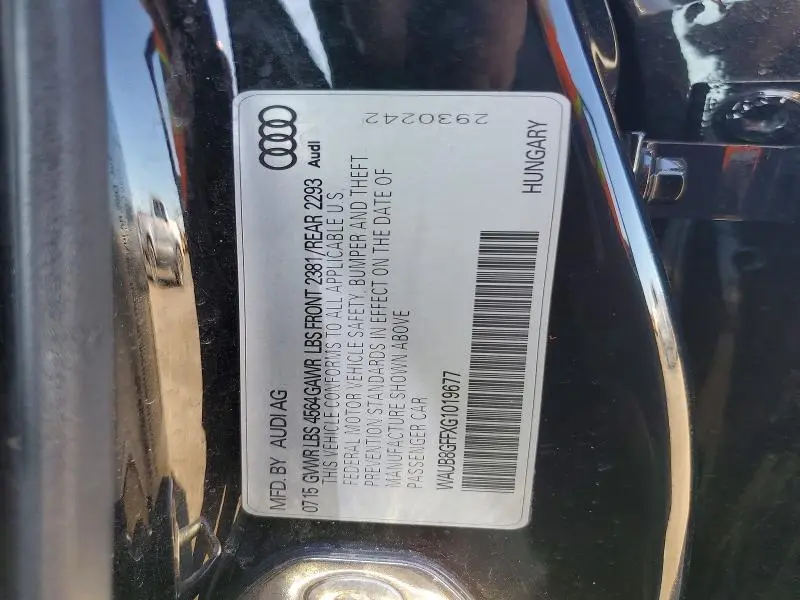 MFD. BY AUDI AG
Audi
0715 GVWR LBS 4564 GAWR LBS FRONT 2381/REAR 2293
THIS VEHICLE CONFORMS TO ALL APPLICABLE U.S.
FEDERAL MOTOR VEHICLE SAFETY, BUMPER AND THEFT
PREVENTION STANDARDS IN EFFECT ON THE DATE OF
MANUFACTURE SHOWN ABOVE
PASSENGER CAR
WAUB8GFFXG1019677
HUNGARY
2930242